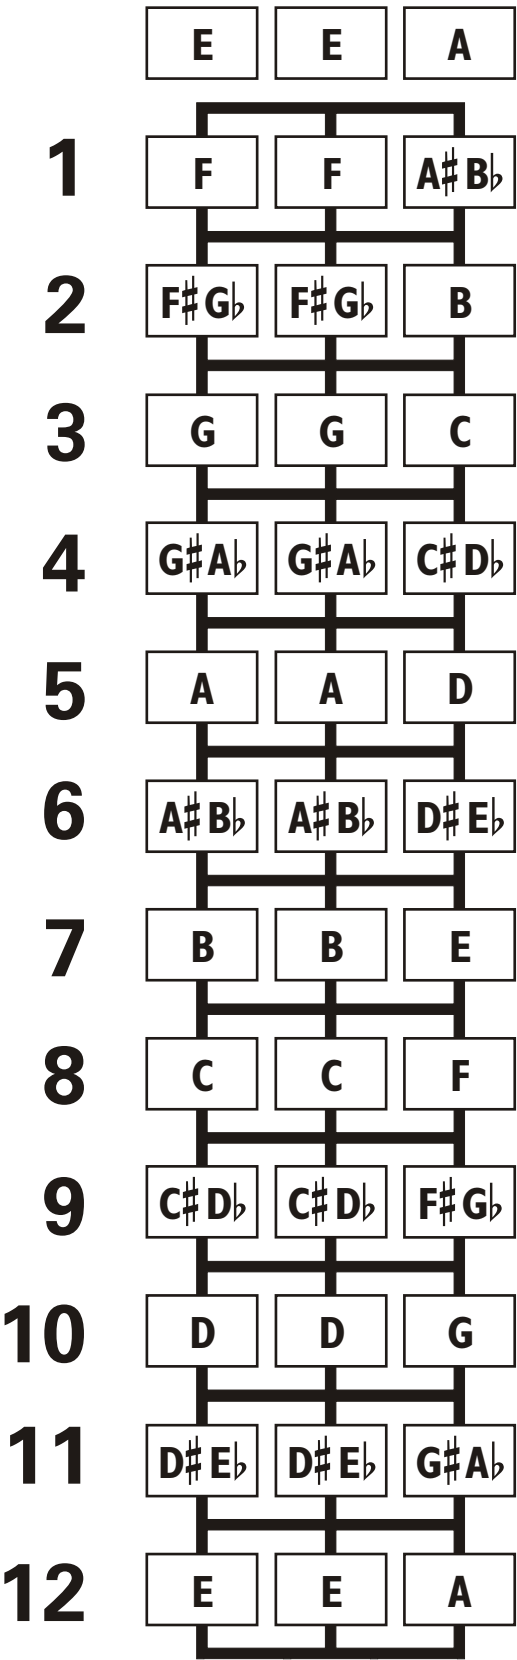 E E A
1 F F A♯B♭
2 F♯G♭ F♯G♭ B
3 G G C
4 G♯A♭ G♯A♭ C♯D♭
5 A A D
6 A♯B♭ A♯B♭ D♯E♭
7 B B E
8 C C F
9 C♯D♭ C♯D♭ F♯G♭
10 D D G
11 D♯E♭ D♯E♭ G♯A♭
12 E E A